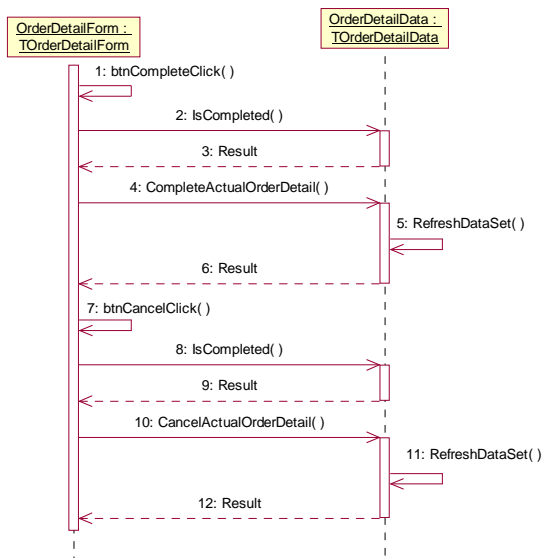 OrderDetailForm :
TOrderDetailForm
OrderDetailData :
TOrderDetailData
1: btnCompleteClick( )
2: IsCompleted( )
3: Result
4: CompleteActualOrderDetail( )
5: RefreshDataSet( )
6: Result
7: btnCancelClick( )
8: IsCompleted( )
9: Result
10: CancelActualOrderDetail( )
11: RefreshDataSet( )
12: Result